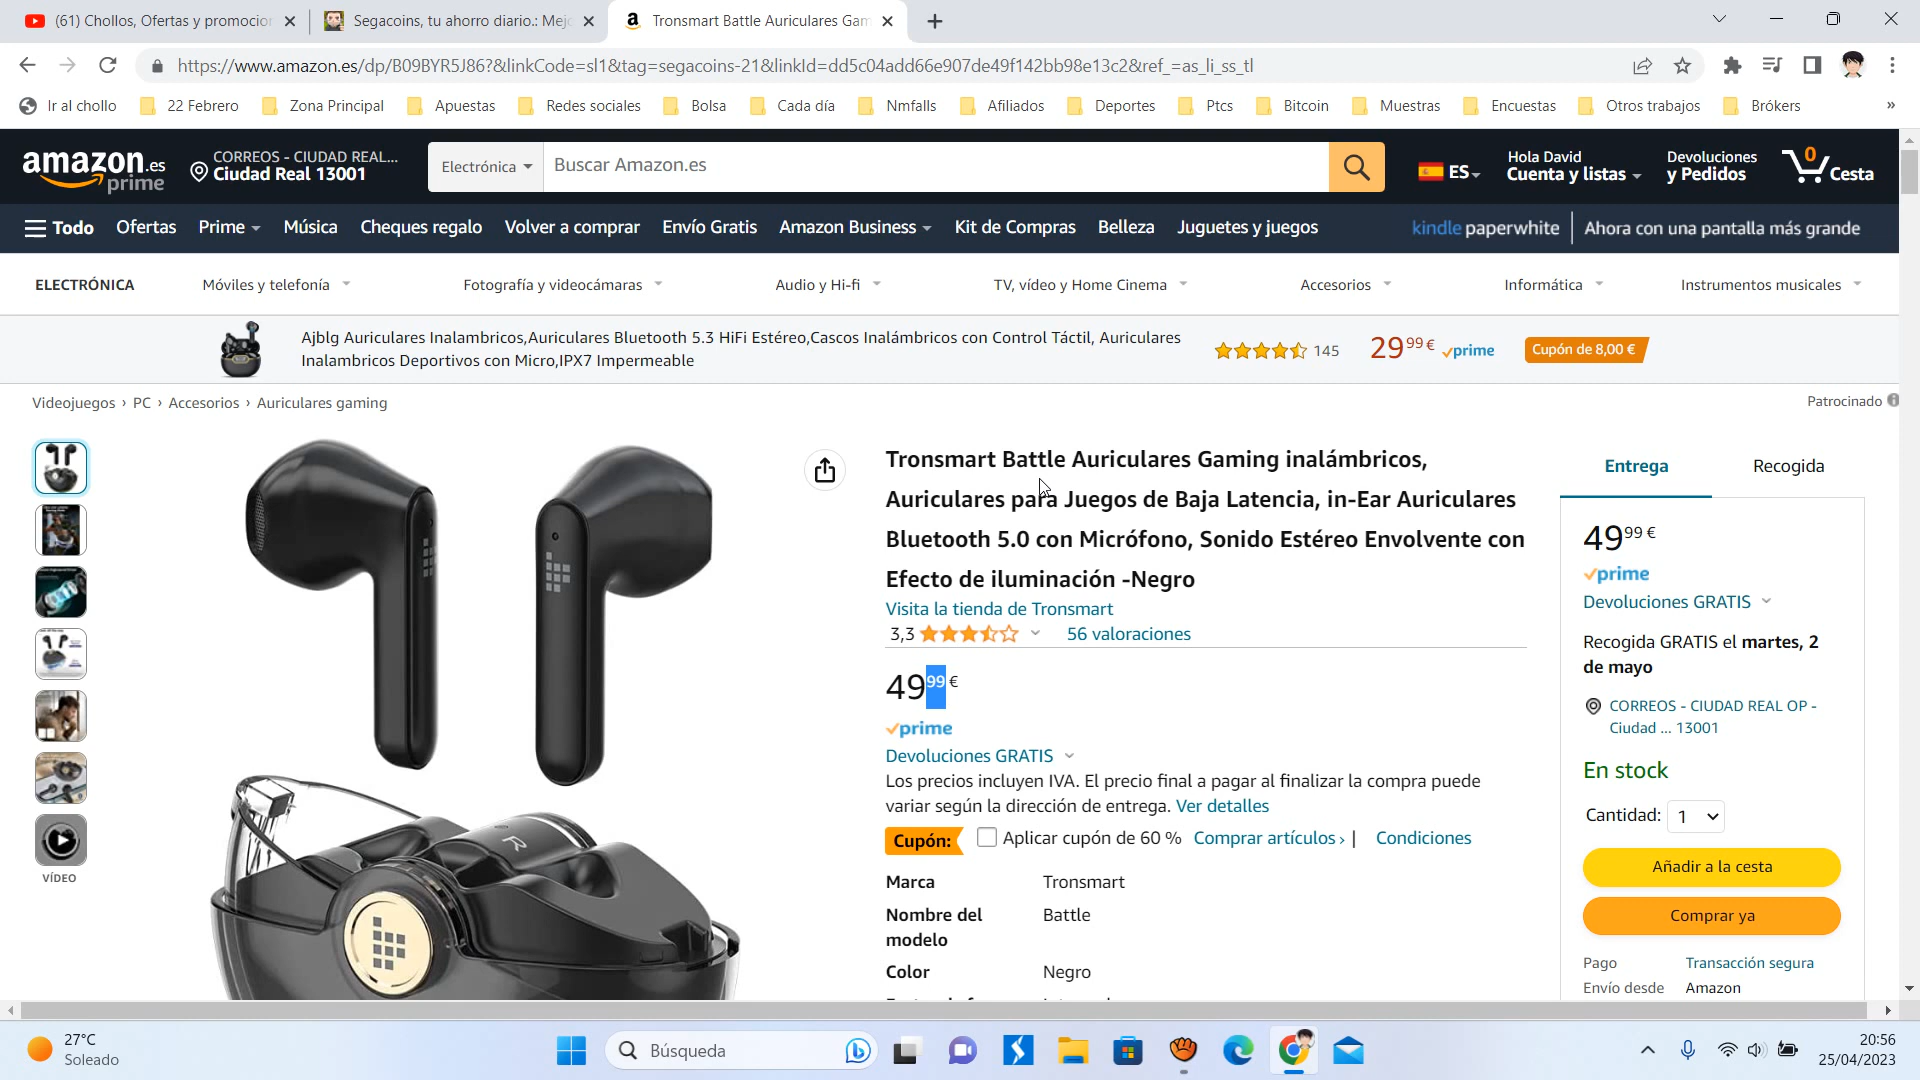 (61) Chollos, Ofertas y promocion
Segacoins, tu ahorro diario.: Mejo
Tronsmart Battle Auriculares Gam
https://www.amazon.es/dp/B09BYR5J86?&linkCode=sl1&tag=segacoins-21&linkId=dd5c04add66e907de49f142bb98e13c2&ref_=as_li_ss_tl
Ir al chollo 22 Febrero Zona Principal Apuestas Redes sociales Bolsa Cada día Nmfalls Afiliados Deportes Ptcs Bitcoin Muestras Encuestas Otros trabajos Brókers »
amazon.es
prime
CORREOS - CIUDAD REAL...
Ciudad Real 13001
Electrónica
Buscar Amazon.es
ES
Hola David
Cuenta y listas
Devoluciones
y Pedidos
0
Cesta
Todo Ofertas Prime Música Cheques regalo Volver a comprar Envío Gratis Amazon Business Kit de Compras Belleza Juguetes y juegos
kindle paperwhite
Ahora con una pantalla más grande
ELECTRÓNICA Móviles y telefonía Fotografía y videocámaras Audio y Hi-fi TV, vídeo y Home Cinema Accesorios Informática Instrumentos musicales
Ajblg Auriculares Inalambricos,Auriculares Bluetooth 5.3 HiFi Estéreo,Cascos Inalámbricos con Control Táctil, Auriculares
Inalambricos Deportivos con Micro,IPX7 Impermeable
145
29 99 €
prime
Cupón de 8,00 €
Videojuegos › PC › Accesorios › Auriculares gaming
Patrocinado
Tronsmart Battle Auriculares Gaming inalámbricos,
Auriculares para Juegos de Baja Latencia, in-Ear Auriculares
Bluetooth 5.0 con Micrófono, Sonido Estéreo Envolvente con
Efecto de iluminación -Negro
Visita la tienda de Tronsmart
3,3
56 valoraciones
49 99 €
prime
Devoluciones GRATIS
Los precios incluyen IVA. El precio final a pagar al finalizar la compra puede
variar según la dirección de entrega. Ver detalles
Cupón: Aplicar cupón de 60 % Comprar artículos › | Condiciones
Marca Tronsmart
Nombre del Battle
modelo
Color Negro
VÍDEO
R
Entrega Recogida
49 99 €
prime
Devoluciones GRATIS
Recogida GRATIS el martes, 2
de mayo
CORREOS - CIUDAD REAL OP -
Ciudad ... 13001
En stock
Cantidad: 1
Añadir a la cesta
Comprar ya
Pago Transacción segura
Envío desde Amazon
27°C
Soleado
Búsqueda
20:56
25/04/2023